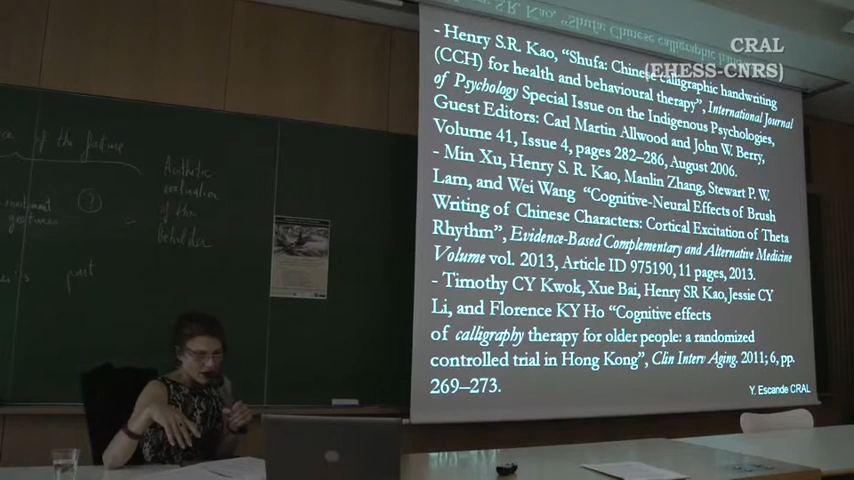 CRAL
(EHESS-CNRS)
- Henry S.R. Kao, “Shufa: Chinese calligraphic handwriting
(CCH) for health and behavioural therapy”, International Journal
of Psychology Special Issue on the Indigenous Psychologies,
Guest Editors: Carl Martin Allwood and John W. Berry,
Volume 41, Issue 4, pages 282–286, August 2006.
- Min Xu, Henry S. R. Kao, Manlin Zhang, Stewart P. W.
Lam, and Wei Wang “Cognitive-Neural Effects of Brush
Writing of Chinese Characters: Cortical Excitation of Theta
Rhythm”, Evidence-Based Complementary and Alternative Medicine
Volume vol. 2013, Article ID 975190, 11 pages, 2013.
- Timothy CY Kwok, Xue Bai, Henry SR Kao, Jessie CY
Li, and Florence KY Ho “Cognitive effects
of calligraphy therapy for older people: a randomized
controlled trial in Hong Kong”, Clin Interv Aging. 2011; 6, pp.
269–273.
Y. Escande CRAL
of the gesture
Aesthetic
evaluation
of the
beholder
?
gestures
part